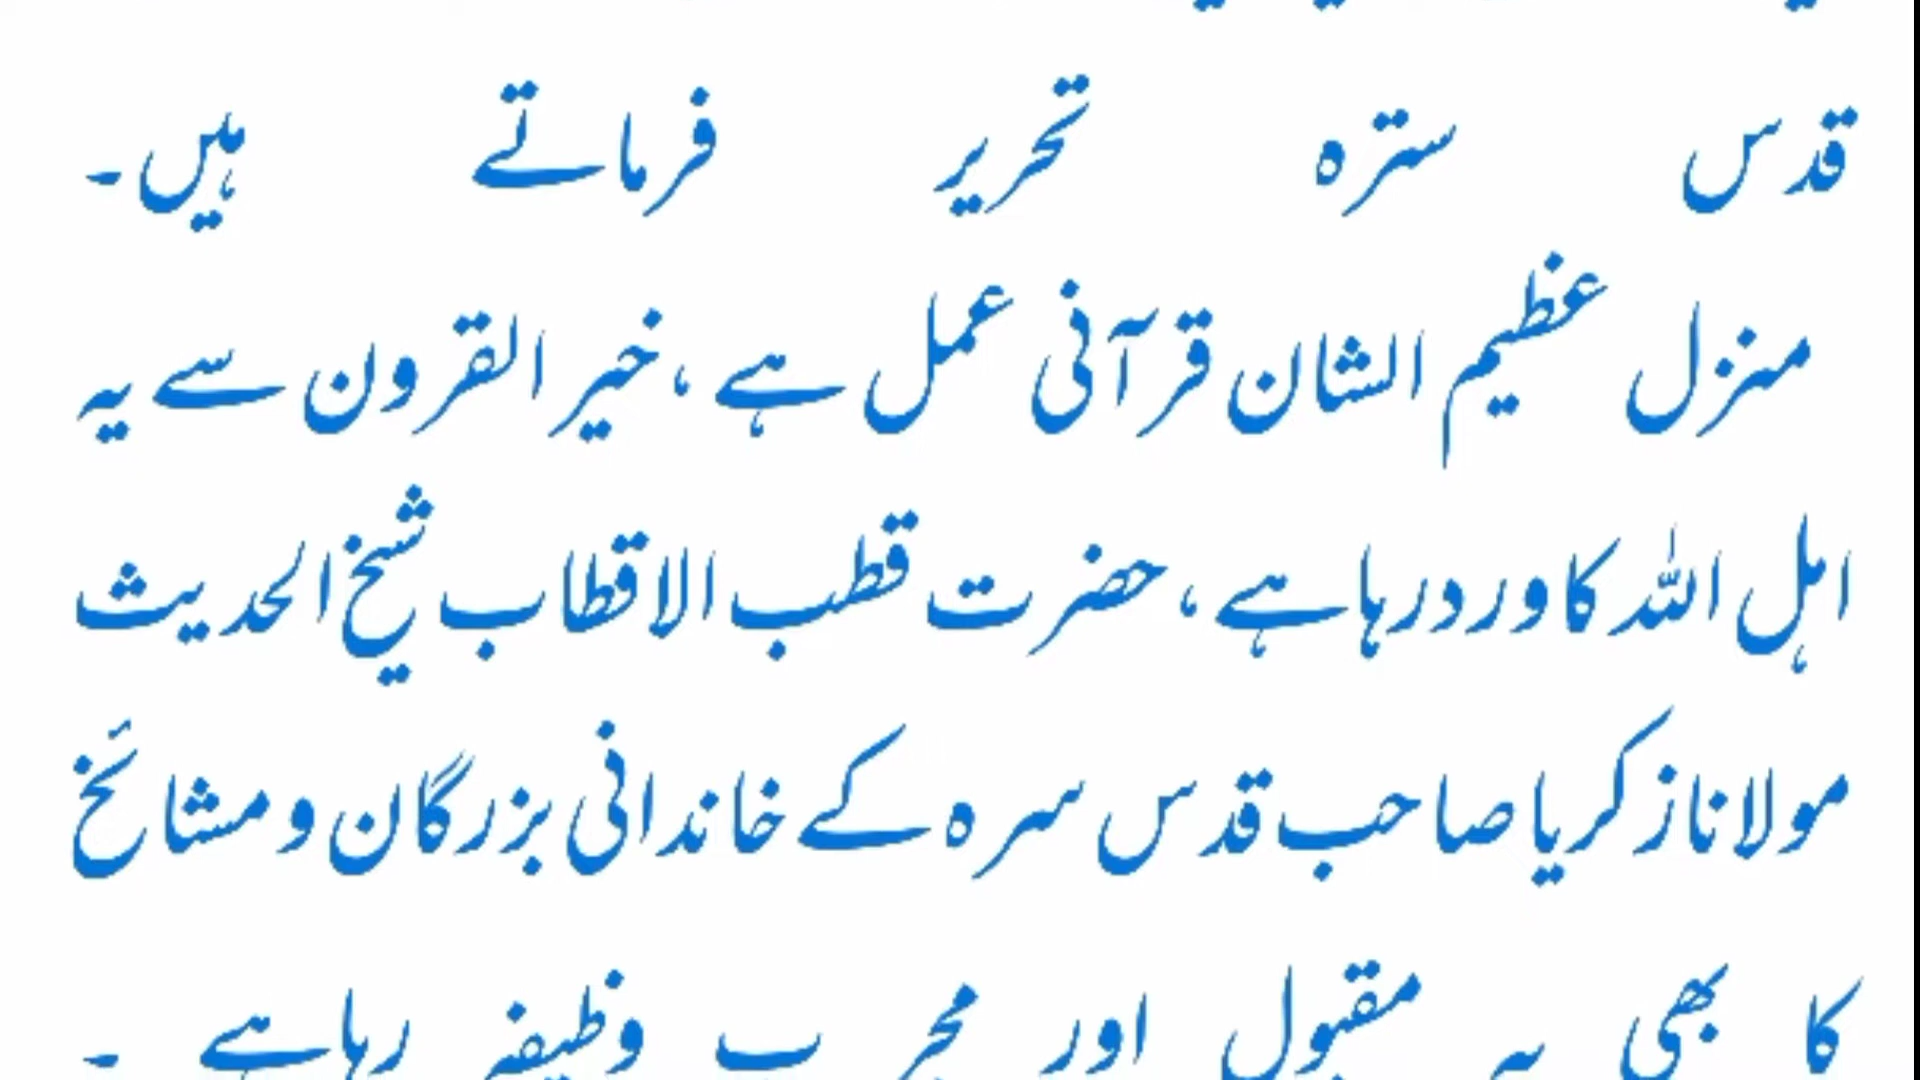 قدس سترہ تحریر فرماتے ہیں۔
منزل عظیم الشان قرآنی عمل ہے، خیر القرون سے یہ
اہل اللہ کا ورد رہا ہے، حضرت قطب الاقطاب شیخ الحدیث
مولانا زکریا صاحب قدس سرہ کے خاندانی بزرگان و مشائخ
کا بھی یہ مقبول اور مجرب وظیفہ رہا ہے ۔